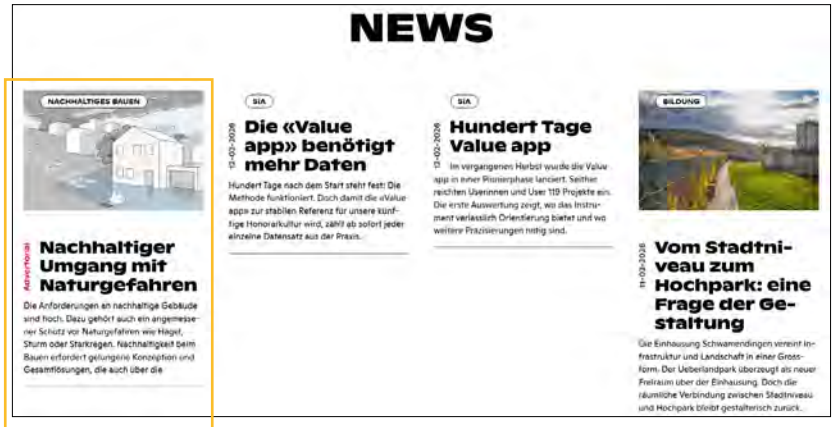 NEWS
NACHHALTIGES BAUEN
Advertorial
Nachhaltiger
Umgang mit
Naturgefahren
Die Anforderungen an nachhaltige Gebäude
sind hoch. Dazu gehört auch ein angemesse-
ner Schutz vor Naturgefahren wie Hagel,
Sturm oder Starkregen. Nachhaltigkeit beim
Bauen erfordert gelungene Konzeption und
Gesamtlösungen, die auch über die
SIA
12-02-2026
Die «Value
app» benötigt
mehr Daten
Hundert Tage nach dem Start steht fest: Die
Methode funktioniert. Doch damit die «Value
app» zur stabilen Referenz für unsere künf-
tige Honorarkultur wird, zählt ab sofort jeder
einzelne Datensatz aus der Praxis.
SIA
12-02-2026
Hundert Tage
Value app
Im vergangenen Herbst wurde die Value
app in einer Pionierphase lanciert. Seither
reichten Userinnen und User 119 Projekte ein.
Die erste Auswertung zeigt, wo das Instru-
ment verlässlich Orientierung bietet und wo
weitere Präzisierungen nötig sind.
BILDUNG
11-02-2026
Vom Stadtni-
veau zum
Hochpark: eine
Frage der Ge-
staltung
Die Einhausung Schwamendingen vereint In-
frastruktur und Landschaft in einer Gross-
form. Der Ueberlandpark überzeugt als neuer
Freiraum über der Einhausung. Doch die
räumliche Verbindung zwischen Stadtniveau
und Hochpark bleibt gestalterisch zurück.